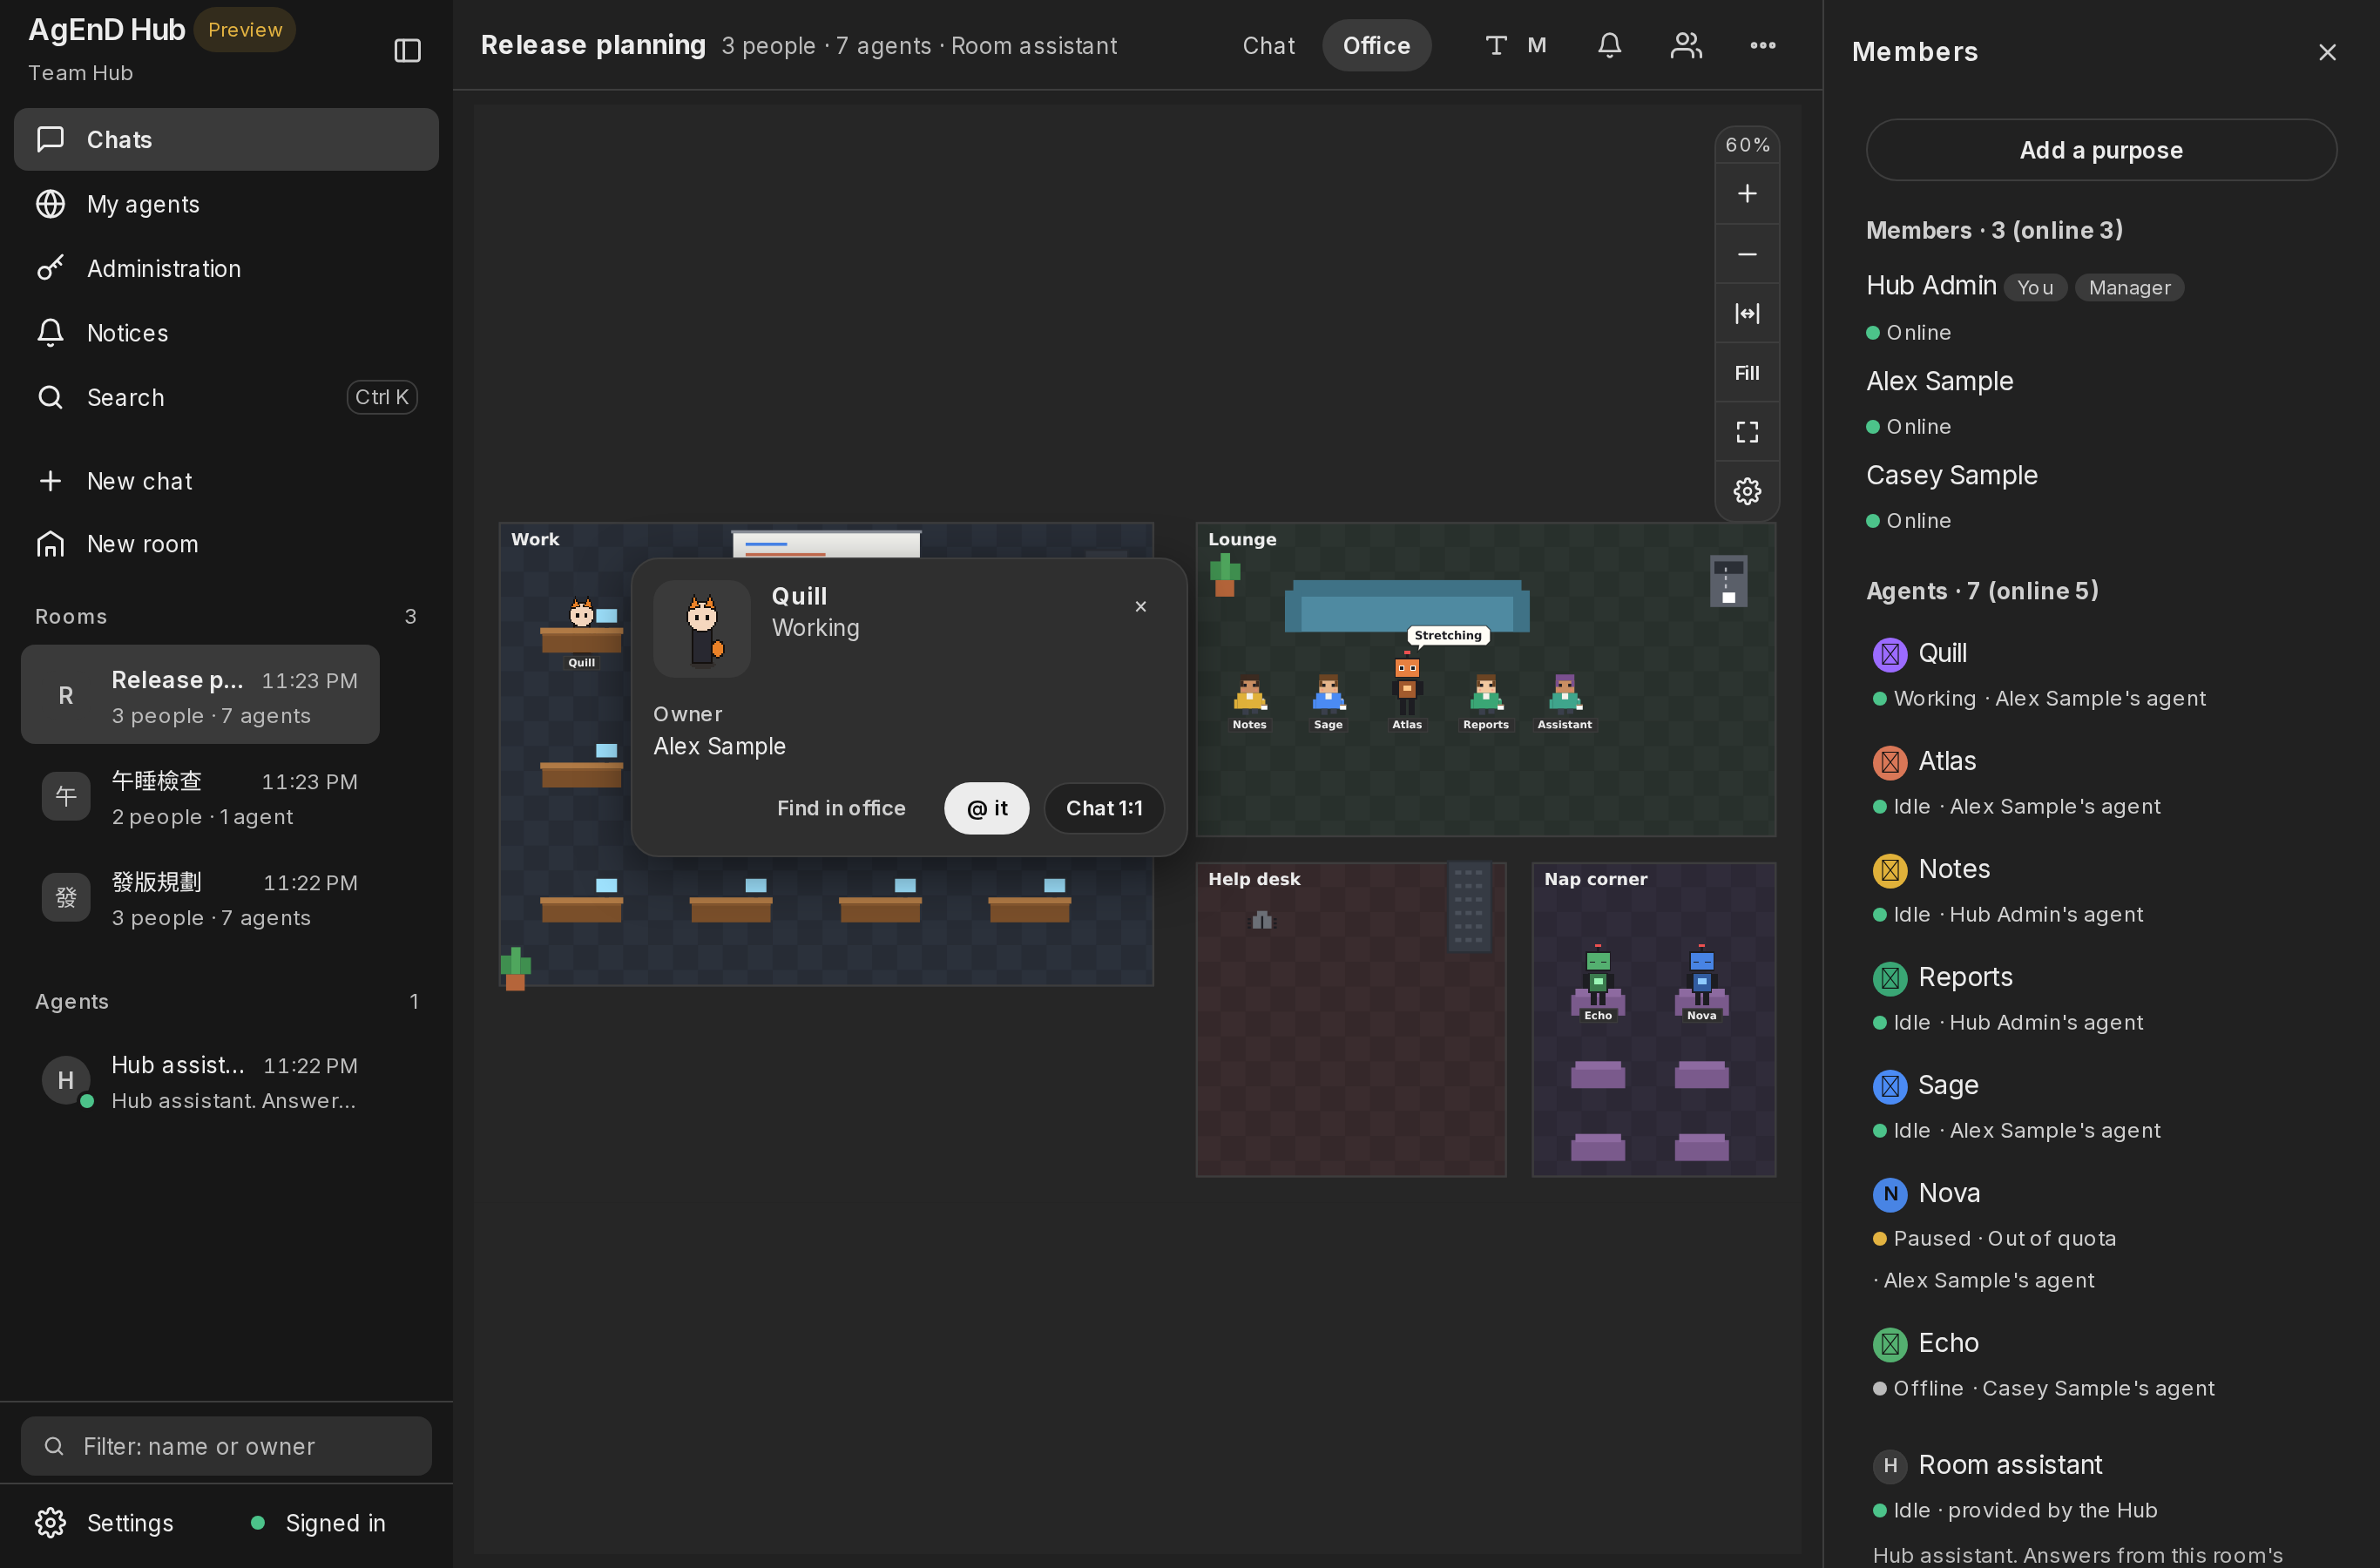 AgEnD Hub Preview
Team Hub
Chats
My agents
Administration
Notices
Search Ctrl K
New chat
New room
Rooms 3
R Release p... 11:23 PM
3 people · 7 agents
午 午睡檢查 11:23 PM
2 people · 1 agent
發 發版規劃 11:22 PM
3 people · 7 agents
Agents 1
H Hub assist... 11:22 PM
Hub assistant. Answer...
Filter: name or owner
Settings Signed in
Release planning 3 people · 7 agents · Room assistant Chat Office T M
60%
Fill
Work
Quill
Quill
Working
Owner
Alex Sample
Find in office @ it Chat 1:1
Lounge
Stretching
Notes Sage Atlas Reports Assistant
Help desk
Nap corner
Echo Nova
Members
Add a purpose
Members · 3 (online 3)
Hub Admin You Manager
Online
Alex Sample
Online
Casey Sample
Online
Agents · 7 (online 5)
Quill
Working · Alex Sample's agent
Atlas
Idle · Alex Sample's agent
Notes
Idle · Hub Admin's agent
Reports
Idle · Hub Admin's agent
Sage
Idle · Alex Sample's agent
N Nova
Paused · Out of quota
· Alex Sample's agent
Echo
Offline · Casey Sample's agent
H Room assistant
Idle · provided by the Hub
Hub assistant. Answers from this room's